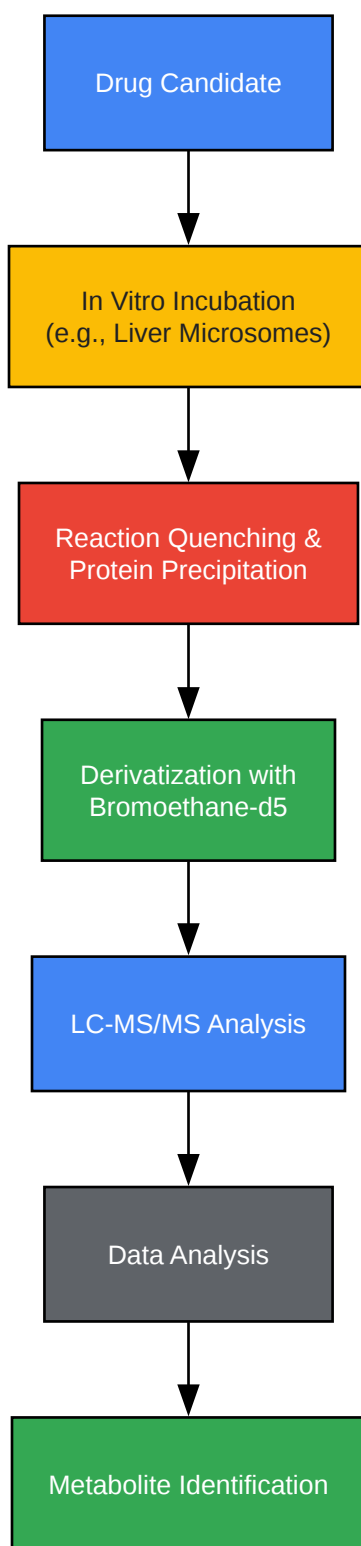 Drug Candidate
In Vitro Incubation
(e.g., Liver Microsomes)
Reaction Quenching &
Protein Precipitation
Derivatization with
Bromoethane-d5
LC-MS/MS Analysis
Data Analysis
Metabolite Identification